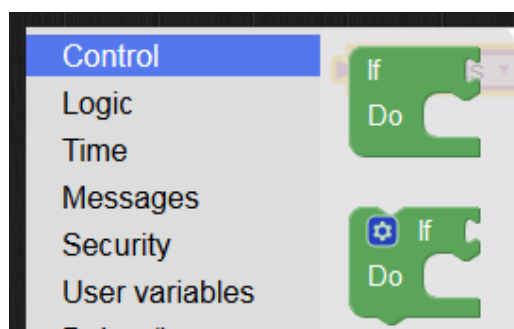 Control
Logic
Time
Messages
Security
User variables
If
Do
If
Do